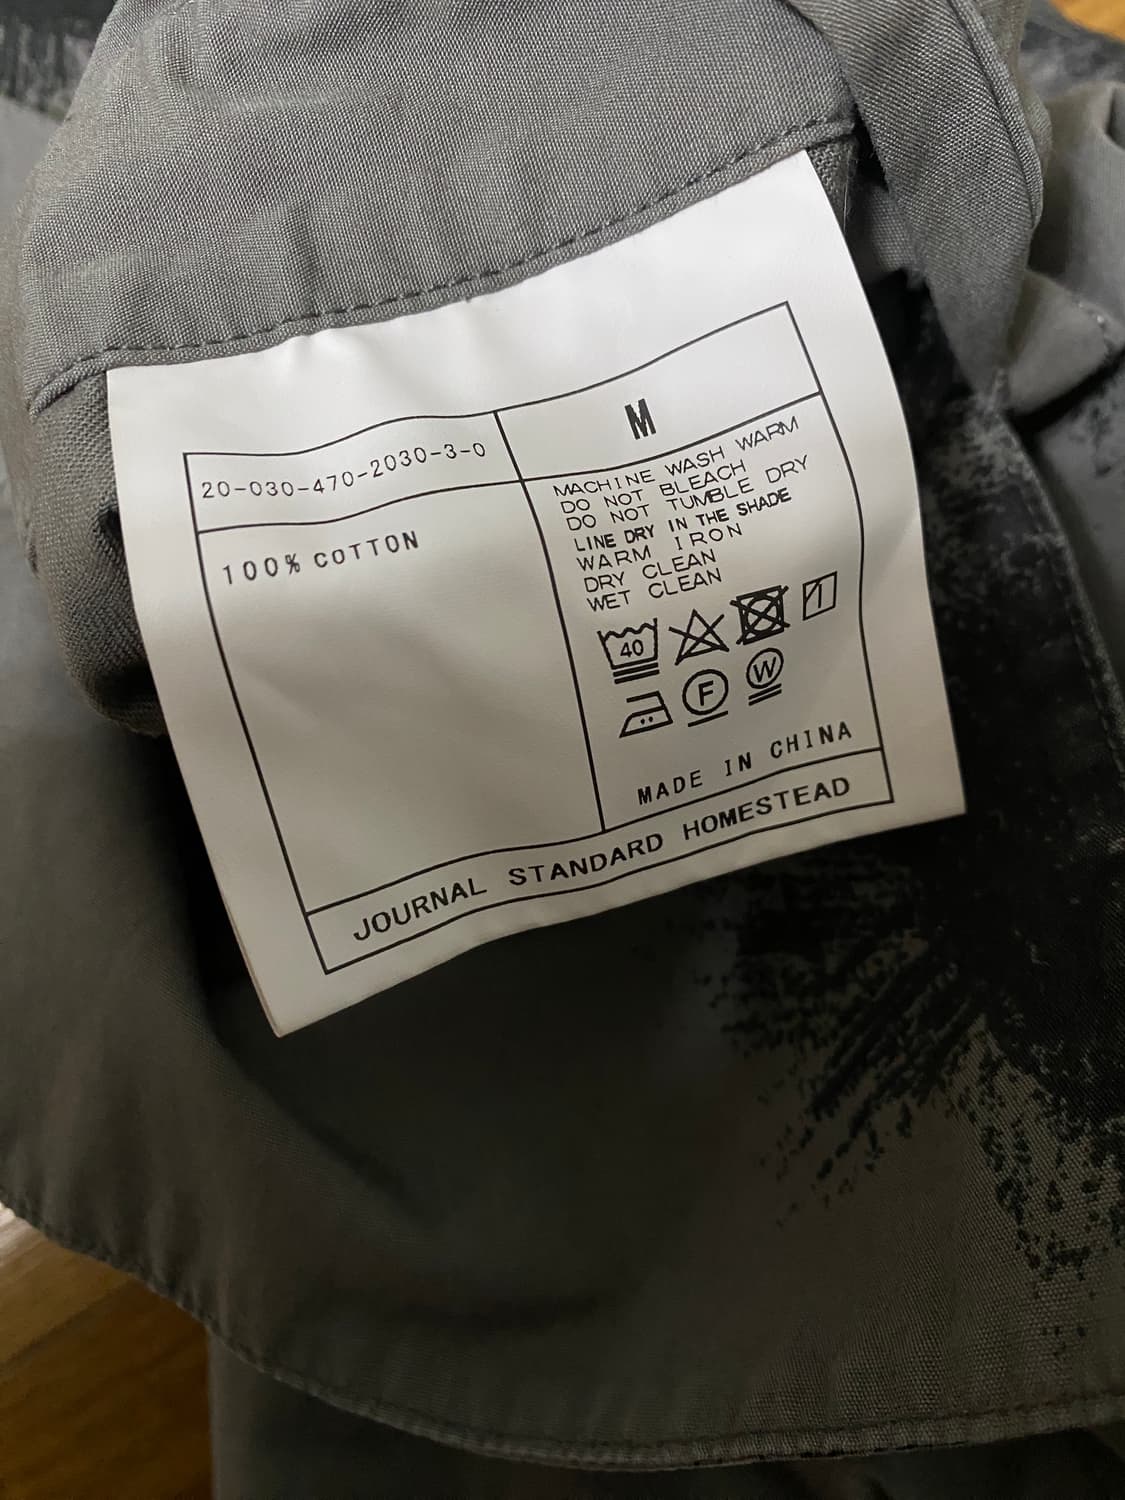 20-030-470-2030-3-0
M
100% COTTON
MACHINE WASH WARM
DO NOT BLEACH
DO NOT TUMBLE DRY
LINE DRY IN THE SHADE
WARM IRON
DRY CLEAN
WET CLEAN
40
F W
MADE IN CHINA
JOURNAL STANDARD HOMESTEAD